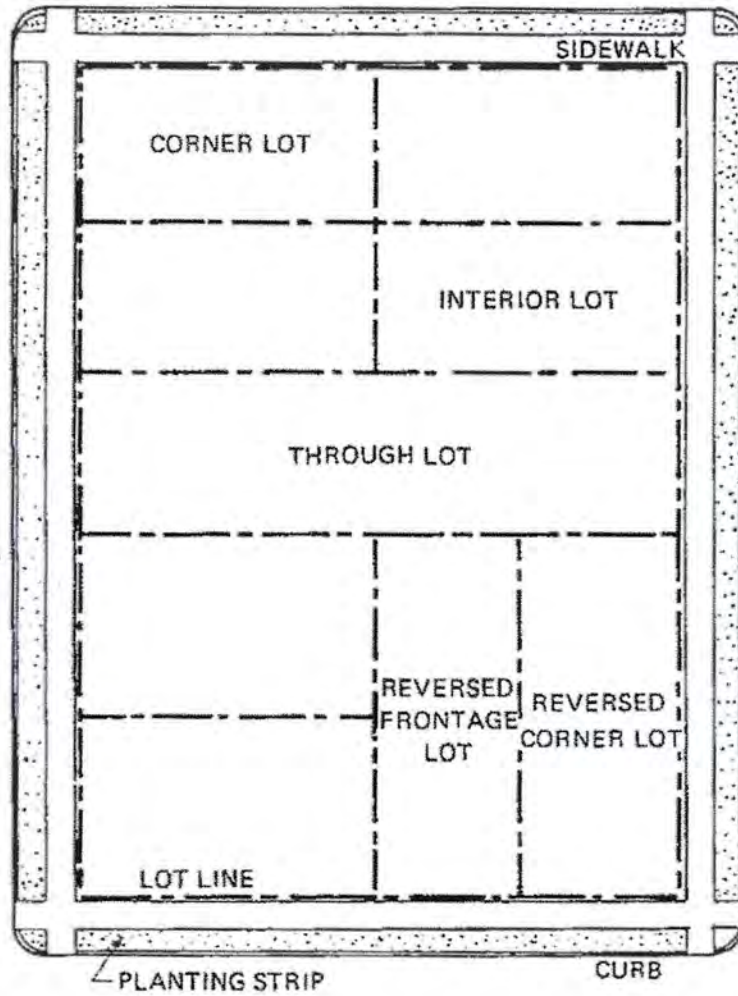 SIDEWALK
CORNER LOT
INTERIOR LOT
THROUGH LOT
REVERSED
FRONTAGE
LOT
REVERSED
CORNER LOT
LOT LINE
PLANTING STRIP
CURB